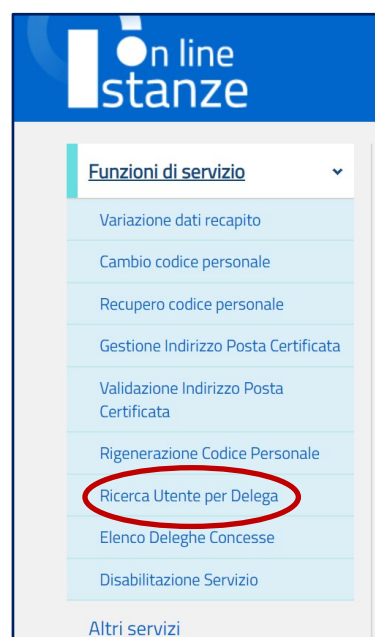 On line
Istanze
Funzioni di servizio
Variazione dati recapito
Cambio codice personale
Recupero codice personale
Gestione Indirizzo Posta Certificata
Validazione Indirizzo Posta
Certificata
Rigenerazione Codice Personale
Ricerca Utente per Delega
Elenco Deleghe Concesse
Disabilitazione Servizio
Altri servizi